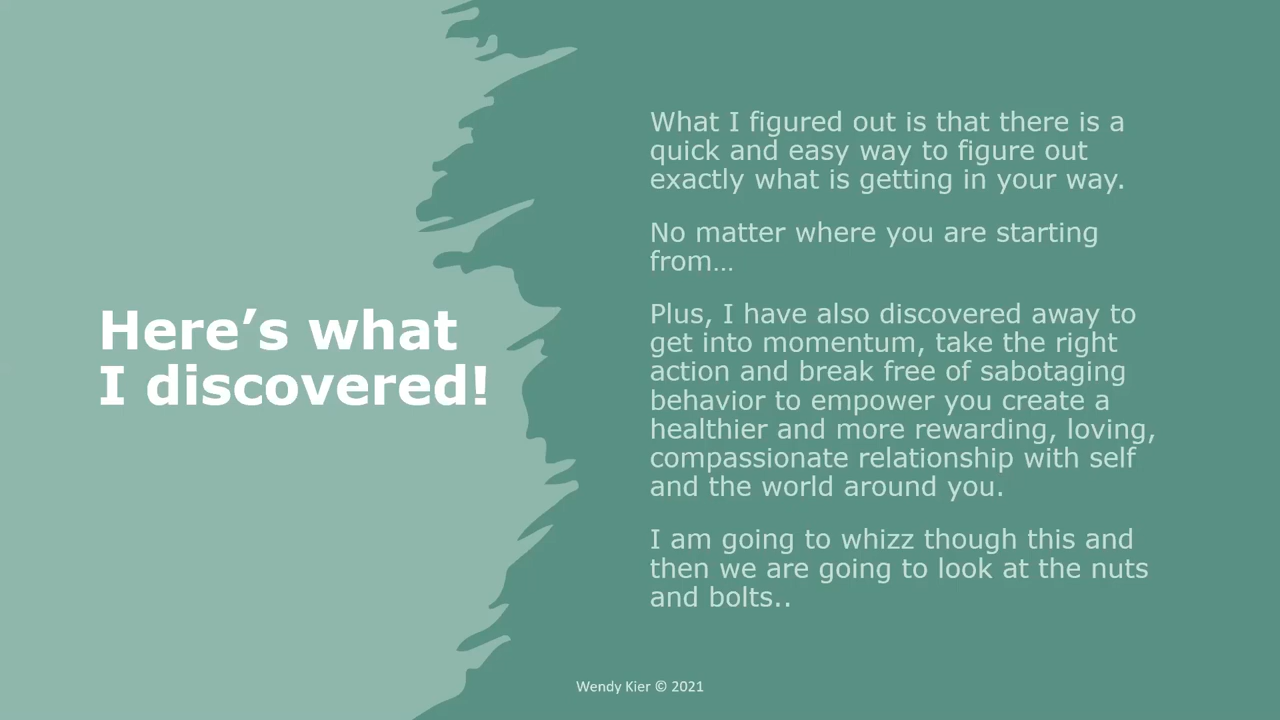 Here’s what
I discovered!
What I figured out is that there is a
quick and easy way to figure out
exactly what is getting in your way.
No matter where you are starting
from…
Plus, I have also discovered away to
get into momentum, take the right
action and break free of sabotaging
behavior to empower you create a
healthier and more rewarding, loving,
compassionate relationship with self
and the world around you.
I am going to whizz though this and
then we are going to look at the nuts
and bolts..
Wendy Kier © 2021